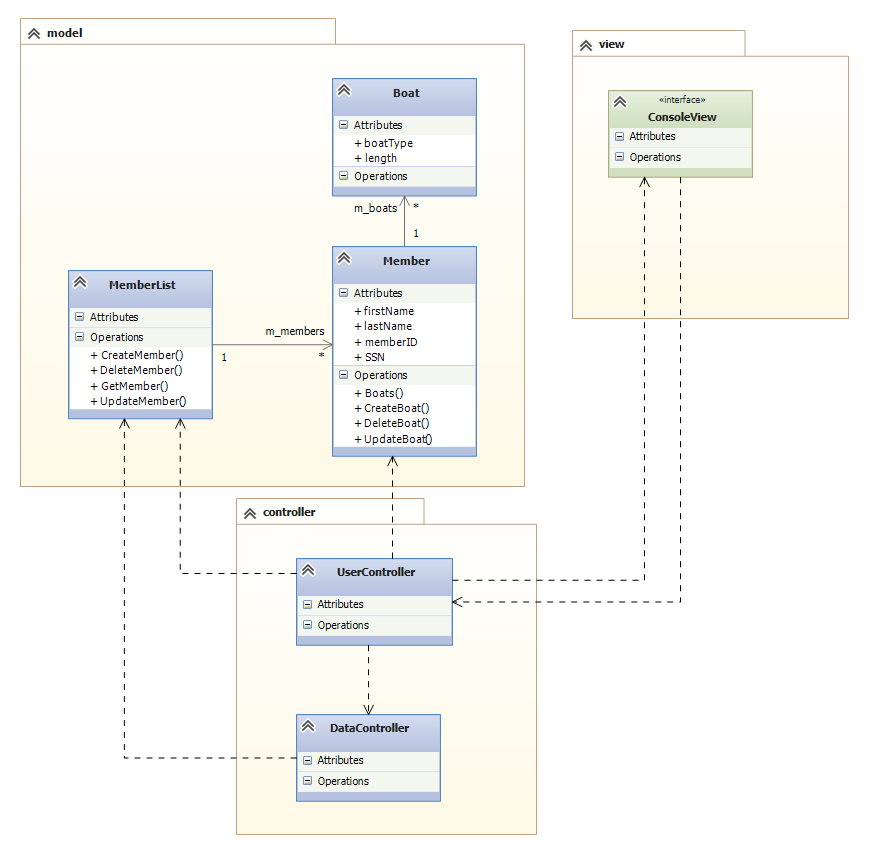 model
Boat
Attributes
+ boatType
+ length
Operations
m_boats
*
1
Member
Attributes
+ firstName
+ lastName
+ memberID
+ SSN
Operations
+ Boats()
+ CreateBoat()
+ DeleteBoat()
+ UpdateBoat()
MemberList
Attributes
Operations
+ CreateMember()
+ DeleteMember()
+ GetMember()
+ UpdateMember()
m_members
1
*
view
«interface»
ConsoleView
Attributes
Operations
controller
UserController
Attributes
Operations
DataController
Attributes
Operations